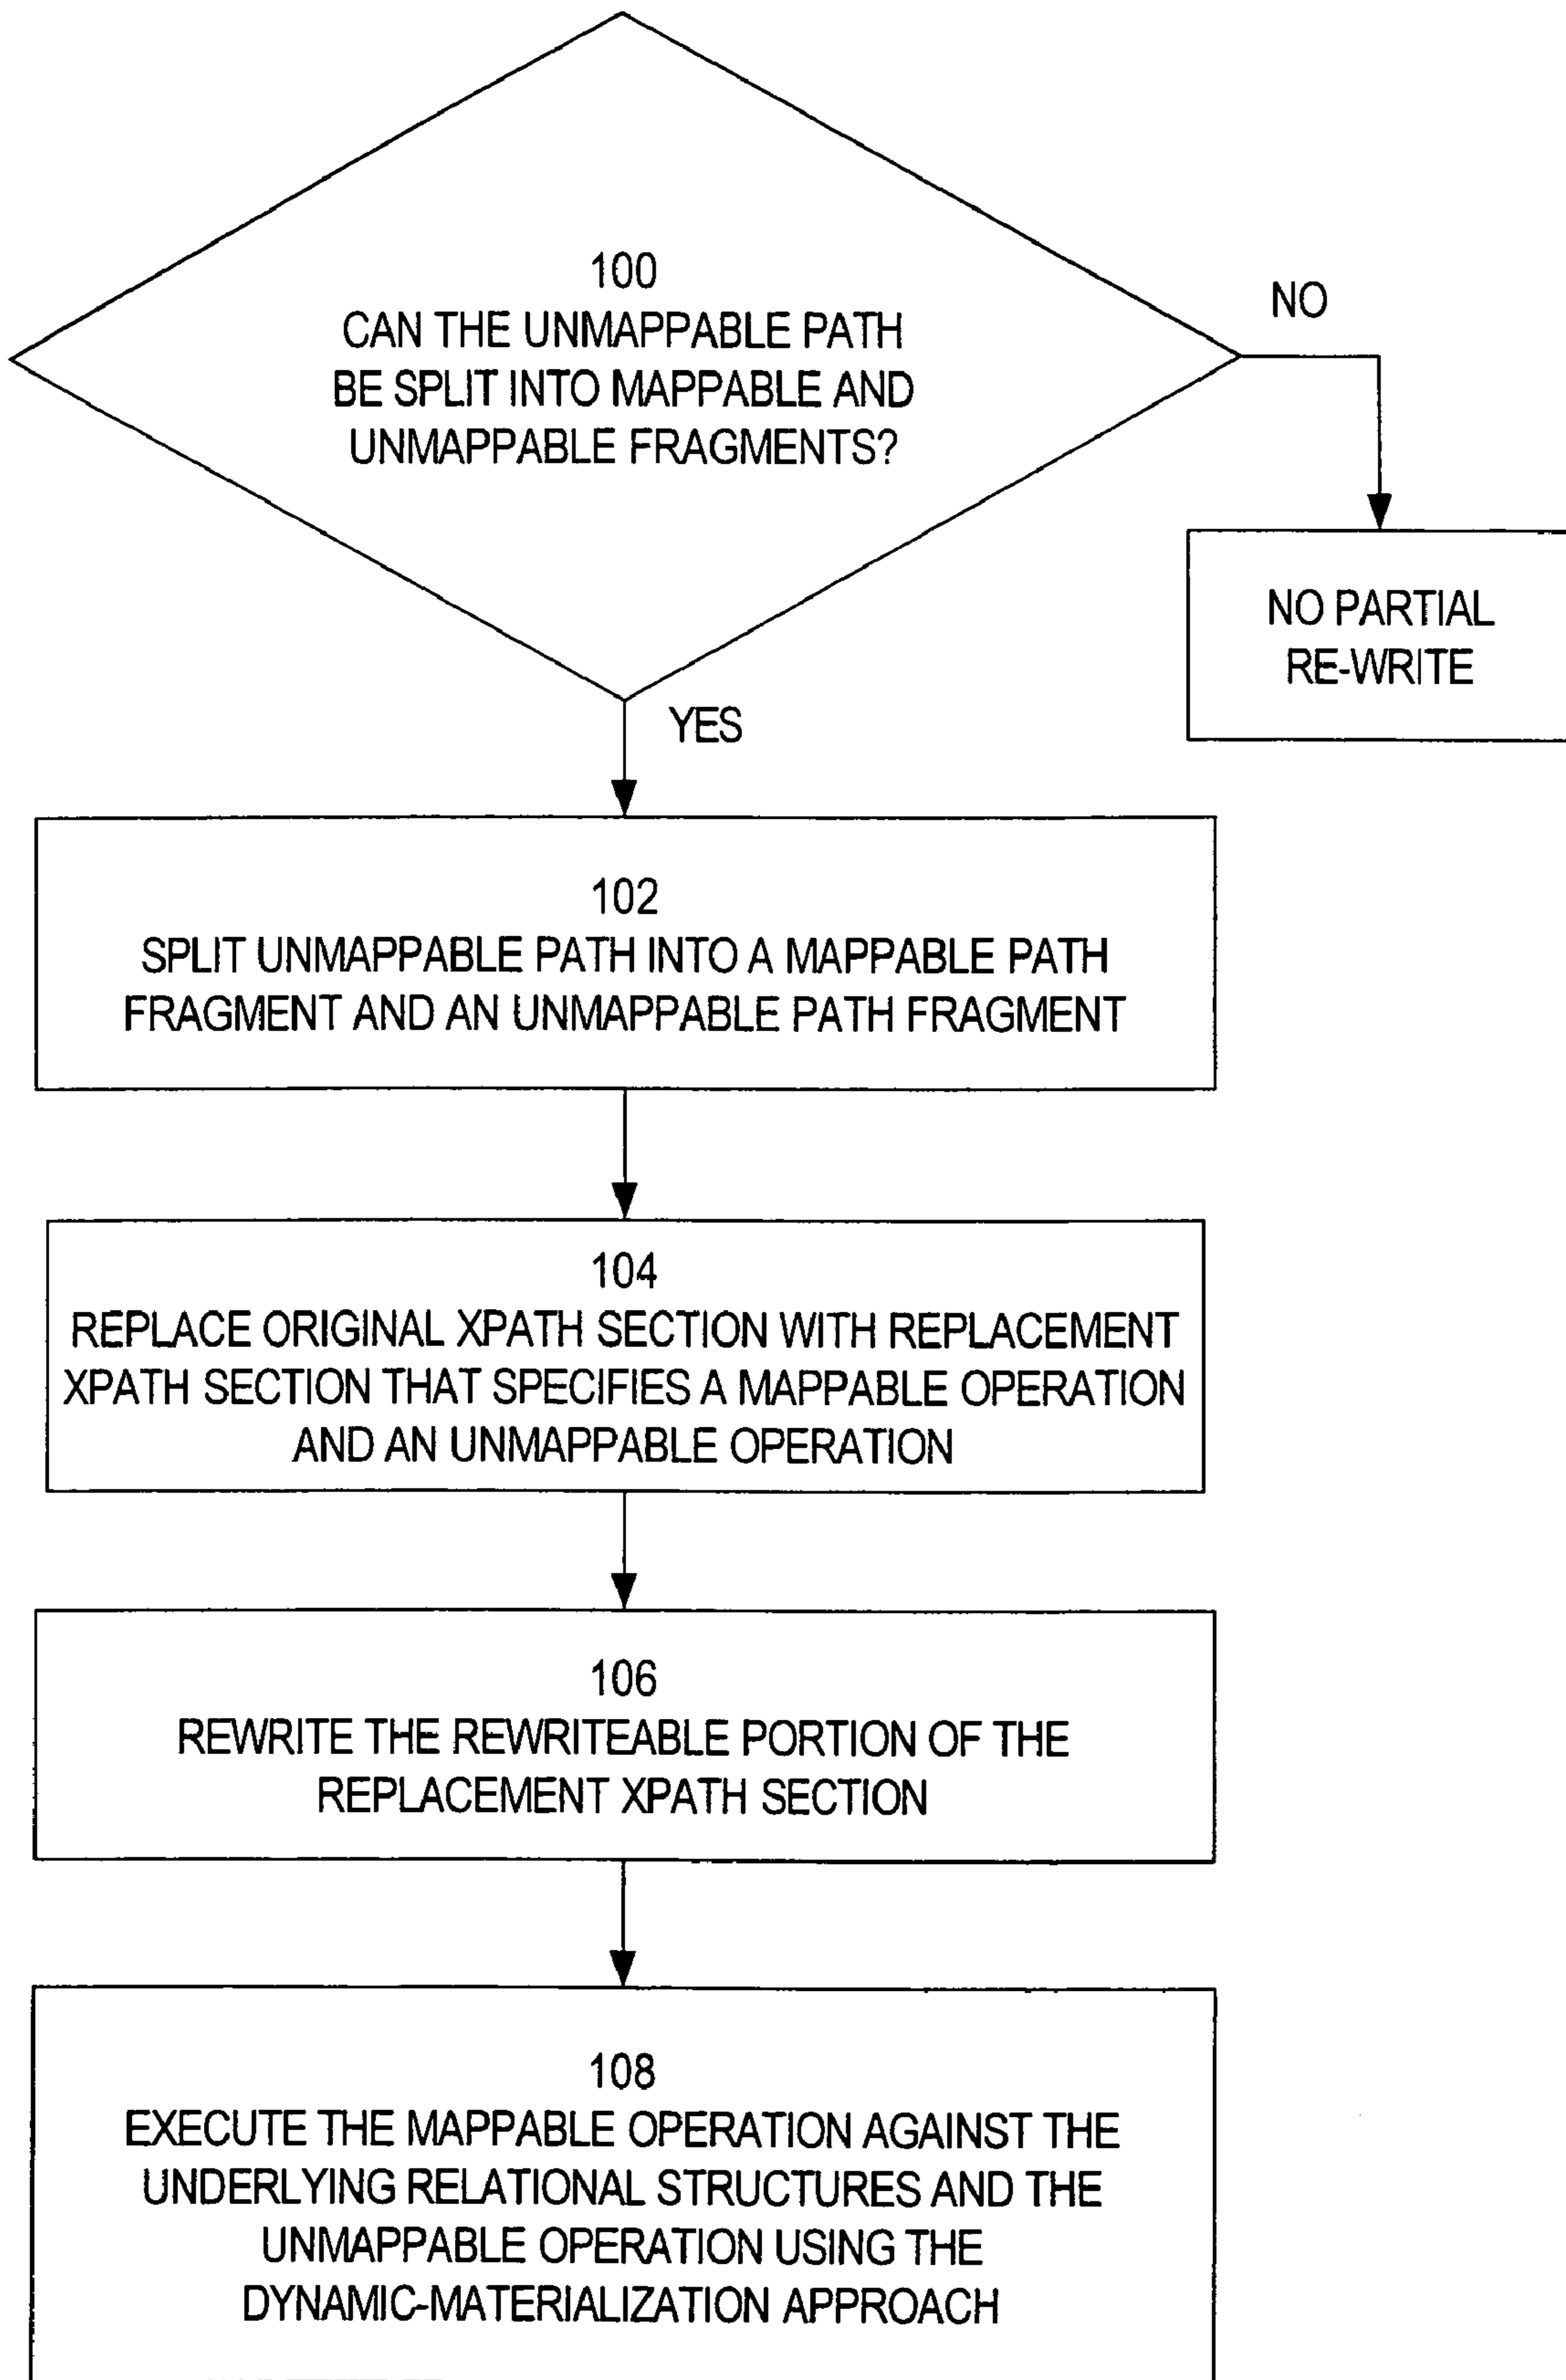 100
CAN THE UNMAPPABLE PATH
BE SPLIT INTO MAPPABLE AND
UNMAPPABLE FRAGMENTS?
NO
NO PARTIAL
RE-WRITE
YES
102
SPLIT UNMAPPABLE PATH INTO A MAPPABLE PATH
FRAGMENT AND AN UNMAPPABLE PATH FRAGMENT
104
REPLACE ORIGINAL XPATH SECTION WITH REPLACEMENT
XPATH SECTION THAT SPECIFIES A MAPPABLE OPERATION
AND AN UNMAPPABLE OPERATION
106
REWRITE THE REWRITEABLE PORTION OF THE
REPLACEMENT XPATH SECTION
108
EXECUTE THE MAPPABLE OPERATION AGAINST THE
UNDERLYING RELATIONAL STRUCTURES AND THE
UNMAPPABLE OPERATION USING THE
DYNAMIC-MATERIALIZATION APPROACH